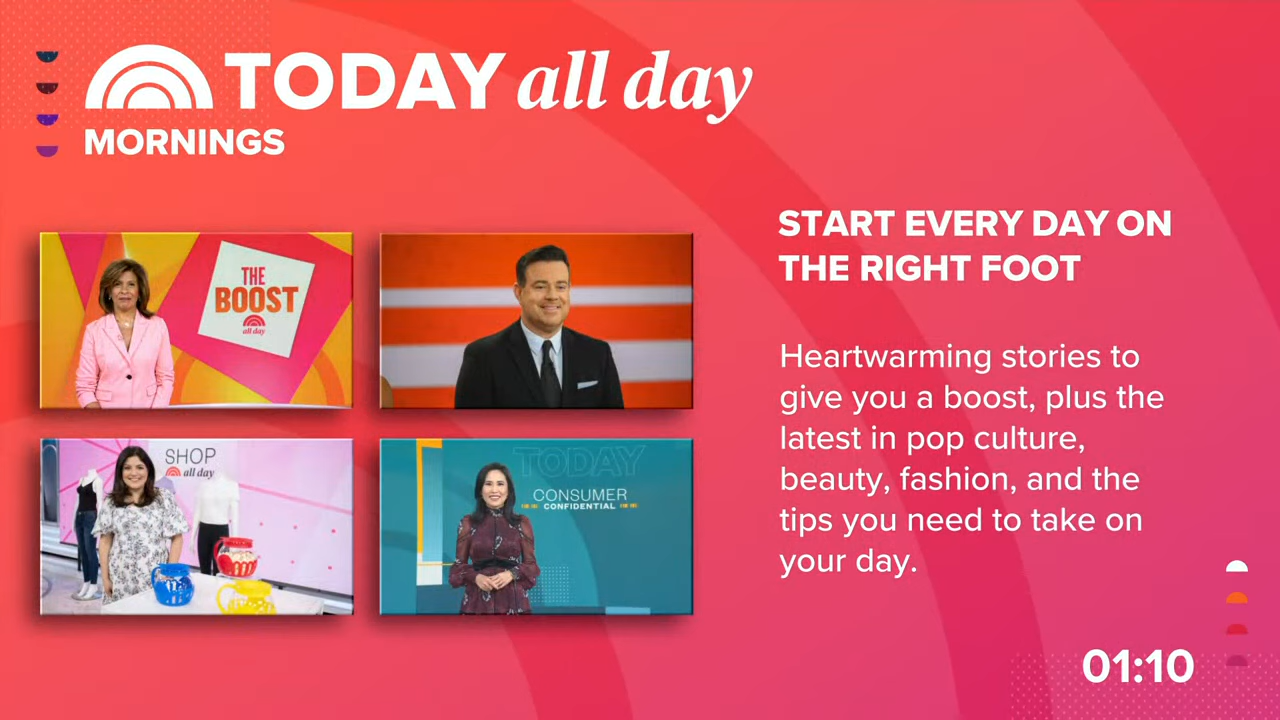 TODAY all day
MORNINGS
START EVERY DAY ON
THE RIGHT FOOT
THE
BOOST
all day
Heartwarming stories to
give you a boost, plus the
latest in pop culture,
beauty, fashion, and the
tips you need to take on
your day.
SHOP
all day
TODAY
CONSUMER
CONFIDENTIAL
01:10